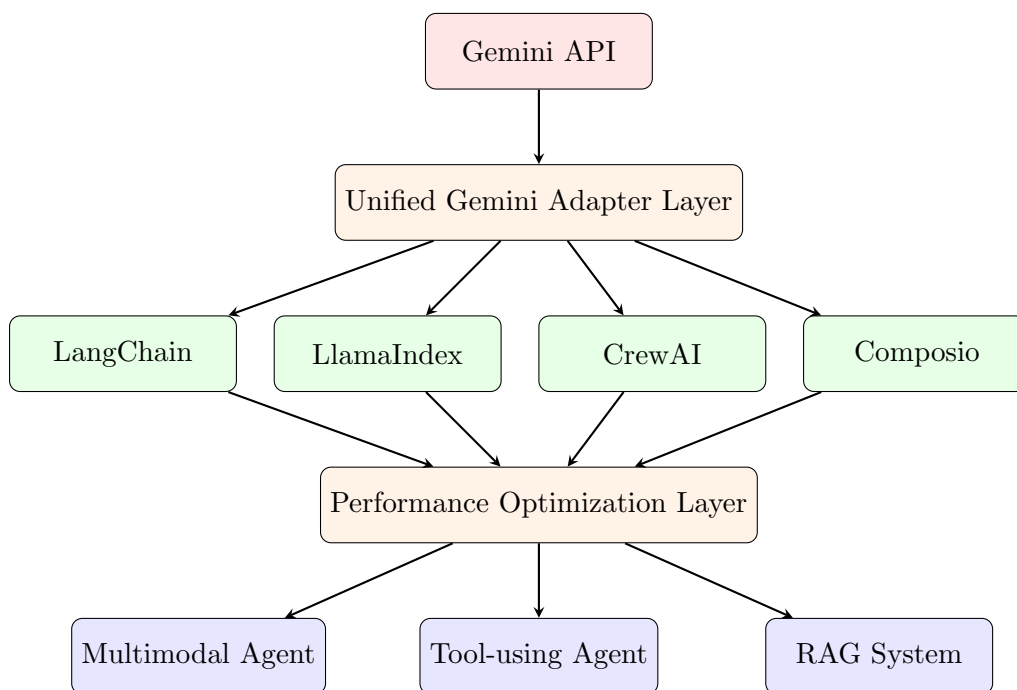 Gemini API
Unified Gemini Adapter Layer
LangChain
LlamaIndex
CrewAI
Composio
Performance Optimization Layer
Multimodal Agent
Tool-using Agent
RAG System